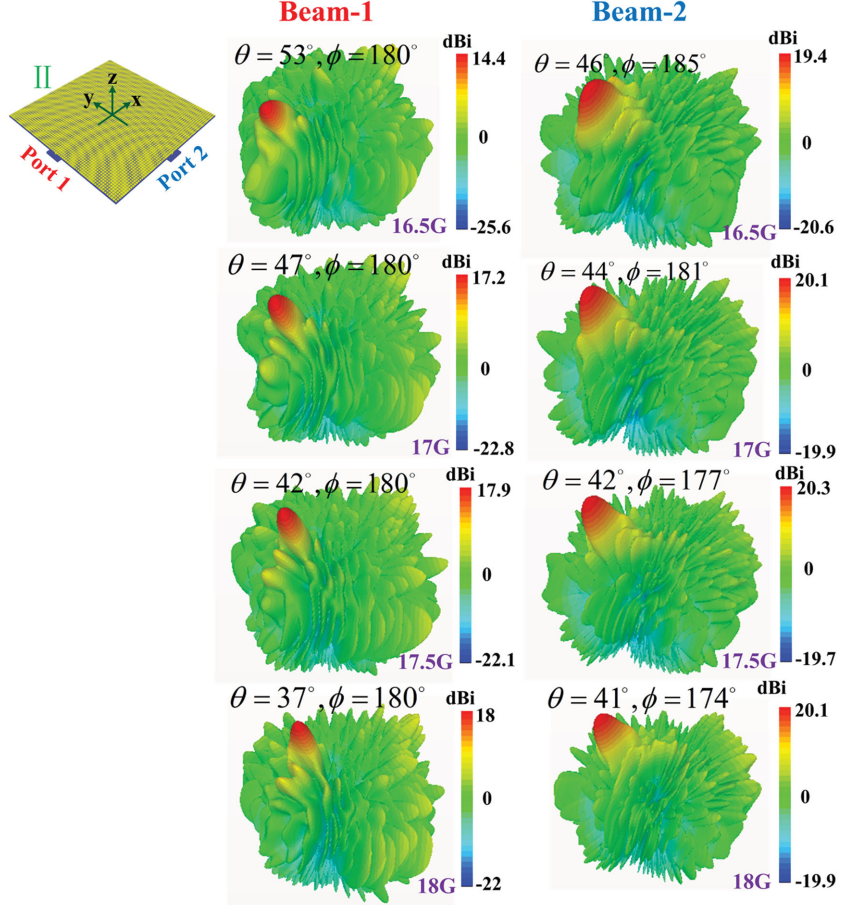 Beam-1
Beam-2
II
z
y
x
Port 1
Port 2
θ = 53°, ϕ = 180°
dBi
14.4
0
-25.6
16.5G
θ = 46°, ϕ = 185°
dBi
19.4
0
-20.6
16.5G
θ = 47°, ϕ = 180°
dBi
17.2
0
-22.8
17G
θ = 44°, ϕ = 181°
dBi
20.1
0
-19.9
17G
θ = 42°, ϕ = 180°
dBi
17.9
0
-22.1
17.5G
θ = 42°, ϕ = 177°
dBi
20.3
0
-19.7
17.5G
θ = 37°, ϕ = 180°
dBi
18
0
-22
18G
θ = 41°, ϕ = 174°
dBi
20.1
0
-19.9
18G